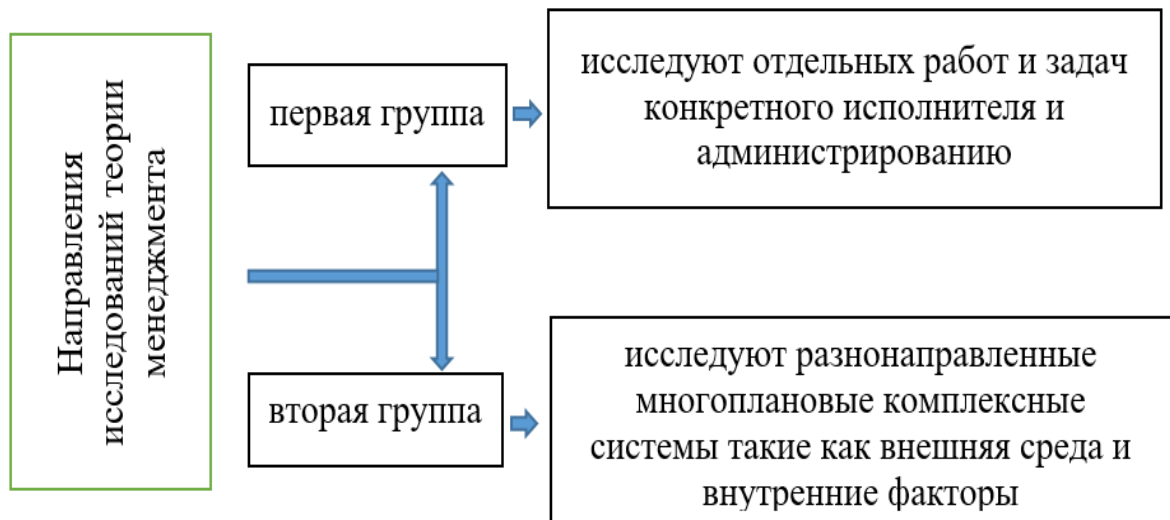 Направления
исследований теории
менеджмента
первая группа
исследуют отдельных работ и задач
конкретного исполнителя и
администрированию
вторая группа
исследуют разнонаправленные
многоплановые комплексные
системы такие как внешняя среда и
внутренние факторы